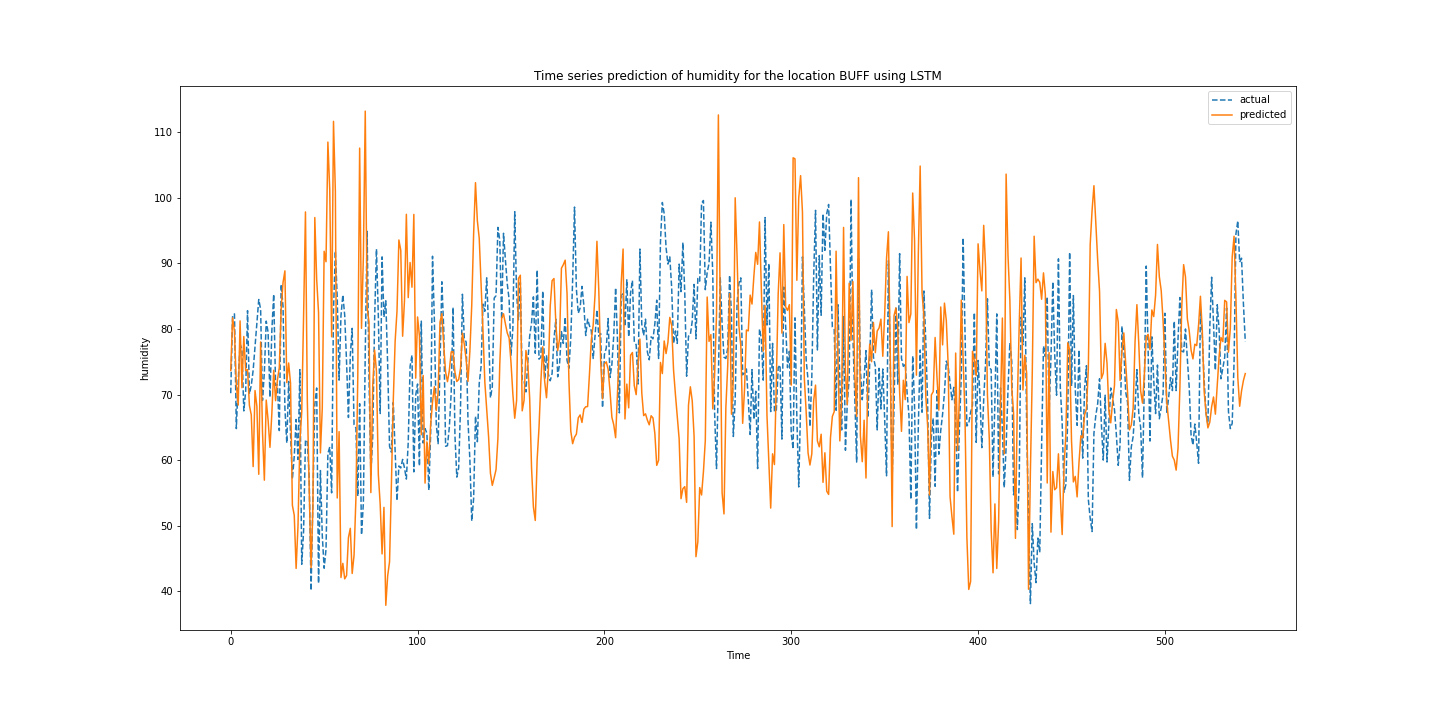 Time series prediction of humidity for the location BUFF using LSTM
actual
predicted
humidity
110
100
90
80
70
60
50
40
0 100 200 300 400 500
Time